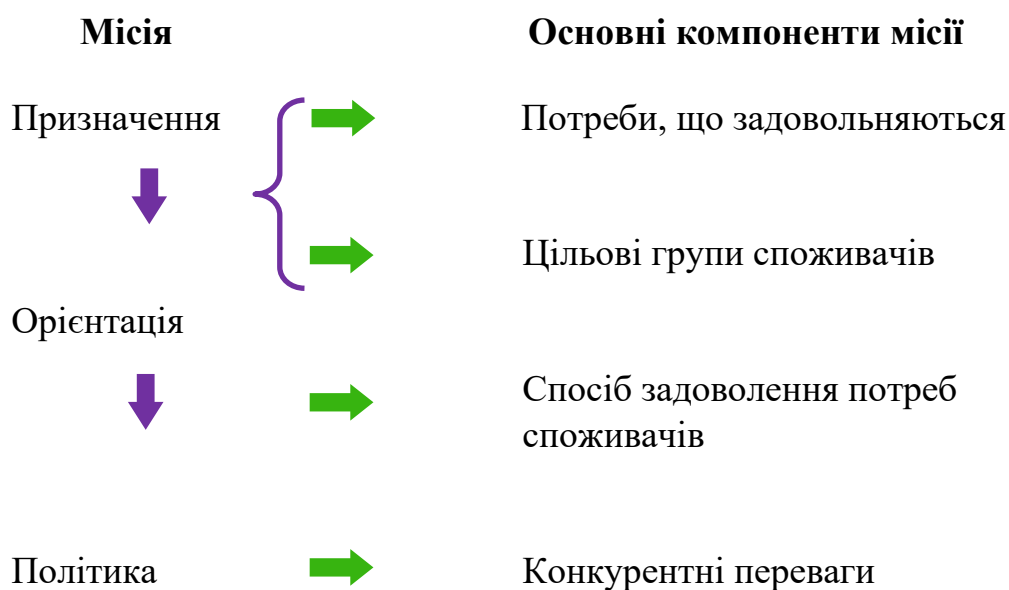 Місія
Основні компоненти місії
Призначення
Потреби, що задовольняються
Цільові групи споживачів
Орієнтація
Спосіб задоволення потреб
споживачів
Політика
Конкурентні переваги